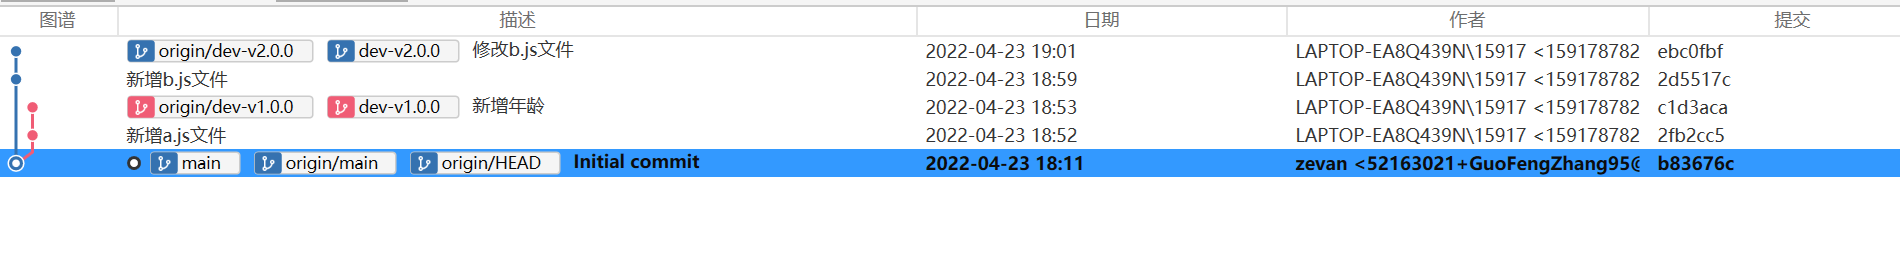 图谱 描述 日期 作者 提交
origin/dev-v2.0.0 dev-v2.0.0 修改b.js文件 2022-04-23 19:01 LAPTOP-EA8Q439N\15917 <159178782 ebc0fbf
新增b.js文件 2022-04-23 18:59 LAPTOP-EA8Q439N\15917 <159178782 2d5517c
origin/dev-v1.0.0 dev-v1.0.0 新增年龄 2022-04-23 18:53 LAPTOP-EA8Q439N\15917 <159178782 c1d3aca
新增a.js文件 2022-04-23 18:52 LAPTOP-EA8Q439N\15917 <159178782 2fb2cc5
main origin/main origin/HEAD Initial commit 2022-04-23 18:11 zevan <52163021+GuoFengZhang95@ b83676c